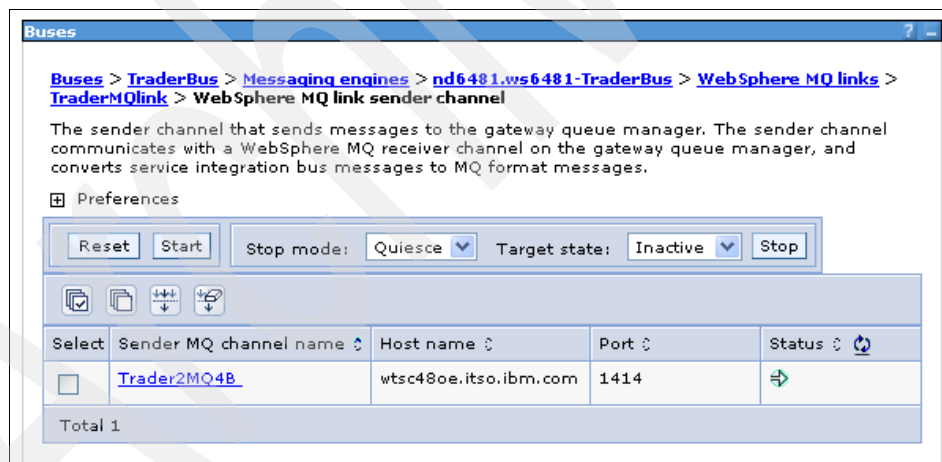 Buses ? –
Buses > TraderBus > Messaging engines > nd6481.ws6481-TraderBus > WebSphere MQ links >
TraderMQlink > WebSphere MQ link sender channel
The sender channel that sends messages to the gateway queue manager. The sender channel
communicates with a WebSphere MQ receiver channel on the gateway queue manager, and
converts service integration bus messages to MQ format messages.
+ Preferences
Reset Start Stop mode: Quiesce Target state: Inactive Stop
Select Sender MQ channel name Host name Port Status
Trader2MQ4B wtsc48oe.itso.ibm.com 1414
Total 1